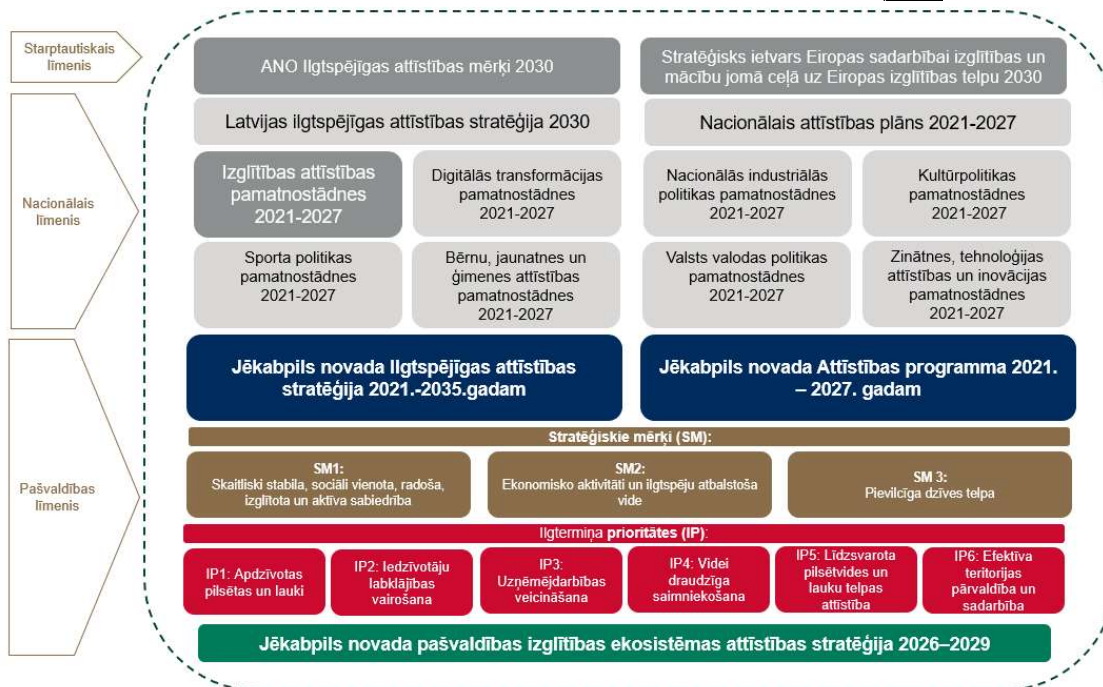 Starptautiskais
līmenis
ANO Ilgtspējīgas attīstības mērķi 2030
Stratēģisks ietvars Eiropas sadarbībai izglītības un
mācību jomā ceļā uz Eiropas izglītības telpu 2030
Nacionālais
līmenis
Latvijas ilgtspējīgas attīstības stratēģija 2030
Nacionālais attīstības plāns 2021-2027
Izglītības attīstības
pamatnostādnes
2021-2027
Digitālās transformācijas
pamatnostādnes
2021-2027
Nacionālās industriālās
politikas pamatnostādnes
2021-2027
Kultūrpolitikas
pamatnostādnes
2021-2027
Sporta politikas
pamatnostādnes
2021-2027
Bērnu, jaunatnes un
ģimenes attīstības
pamatnostādnes
2021-2027
Valsts valodas politikas
pamatnostādnes
2021-2027
Zinātnes, tehnoloģijas
attīstības un inovācijas
pamatnostādnes
2021-2027
Pašvaldības
līmenis
Jēkabpils novada Ilgtspējīgas attīstības
stratēģija 2021.-2035.gadam
Jēkabpils novada Attīstības programma 2021.
– 2027. gadam
Stratēģiskie mērķi (SM):
SM1:
Skaitliski stabila, sociāli vienota, radoša,
izglītota un aktīva sabiedrība
SM2:
Ekonomisko aktivitāti un ilgtspēju atbalstoša
vide
SM 3:
Pievilcīga dzīves telpa
Ilgtermiņa prioritātes (IP):
IP1: Apdzīvotas
pilsētas un lauki
IP2: Iedzīvotāju
labklājības
vairošana
IP3:
Uzņēmējdarbības
veicināšana
IP4: Videi
draudzīga
saimniekošana
IP5: Līdzsvarota
pilsētvides un
lauku telpas
attīstība
IP6: Efektīva
teritorijas
pārvaldība un
sadarbība
Jēkabpils novada pašvaldības izglītības ekosistēmas attīstības stratēģija 2026–2029